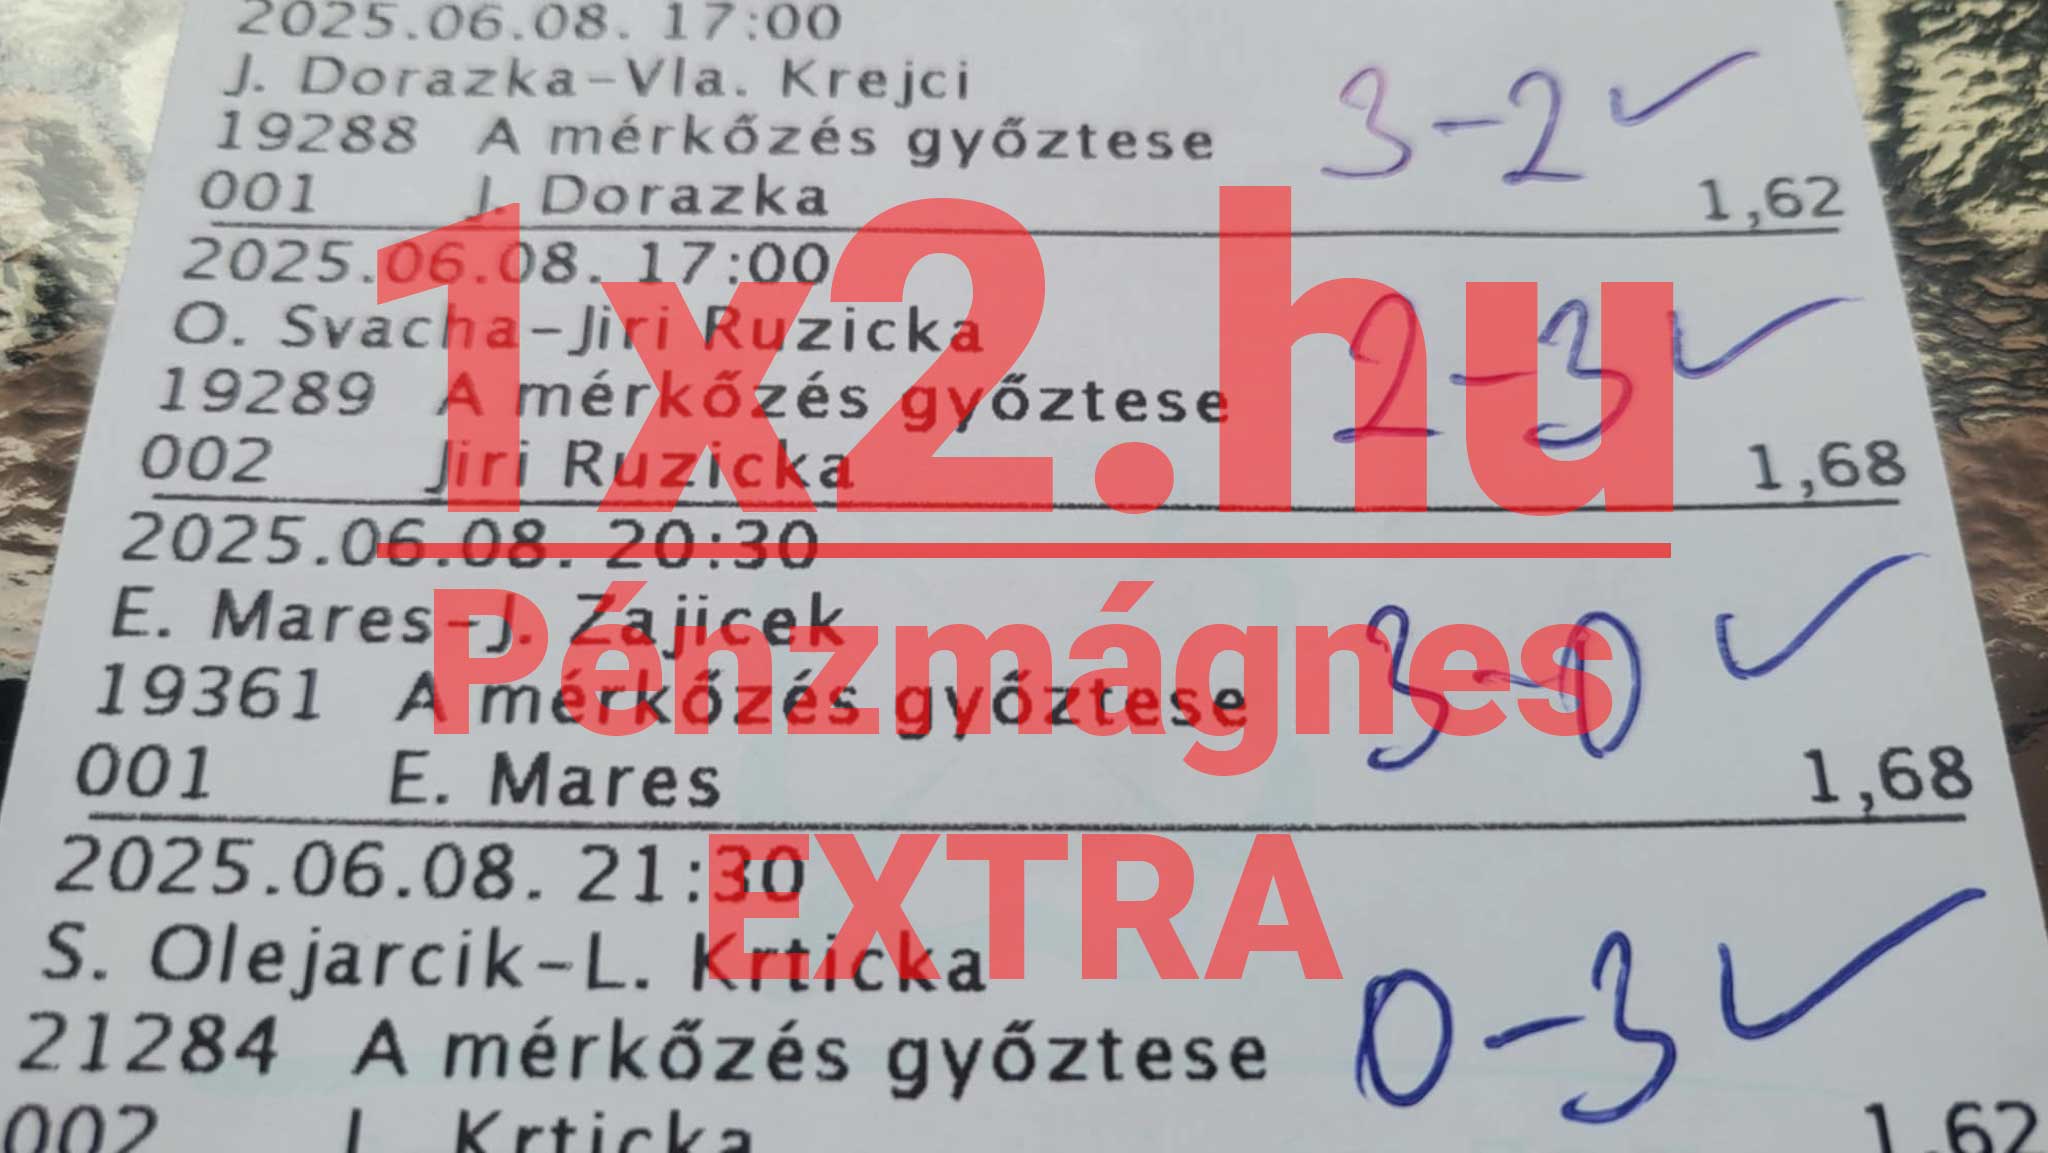 2025.06.08. 17:00
J. Dorazka-Vla. Krejci
19288 A mérkőzés győztese 3-2 ✓
001 J. Dorazka 1,62
2025.06.08. 17:00
O. Svacha-Jiri Ruzicka
19289 A mérkőzés győztese 2-3 ✓
002 Jiri Ruzicka 1,68
2025.06.08. 20:30
E. Mares-J. Zajicek
19361 A mérkőzés győztese 3-0 ✓
001 E. Mares 1,68
2025.06.08. 21:30
S. Olejarcik-L. Krticka
21284 A mérkőzés győztese 0-3 ✓
002 L. Krticka 1,62
1x2.hu
Pénzmágnes
EXTRA